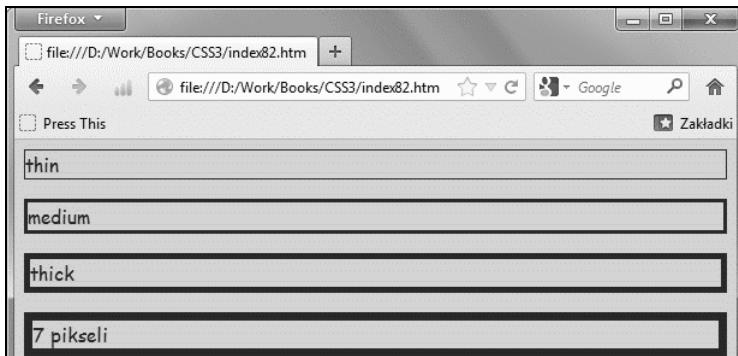 Firefox
file:///D:/Work/Books/CSS3/index82.htm
file:///D:/Work/Books/CSS3/index82.htm Google
Press This Zakładki
thin
medium
thick
7 pikseli